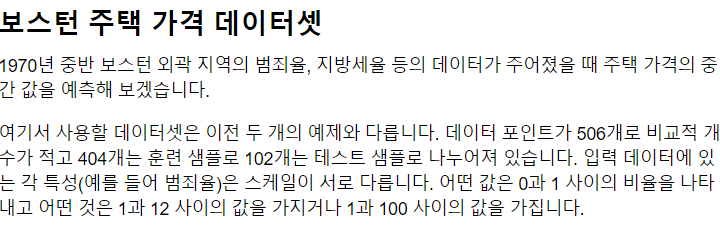 보스턴 주택 가격 데이터셋
1970년 중반 보스턴 외곽 지역의 범죄율, 지방세율 등의 데이터가 주어졌을 때 주택 가격의 중
간 값을 예측해 보겠습니다.
여기서 사용할 데이터셋은 이전 두 개의 예제와 다릅니다. 데이터 포인트가 506개로 비교적 개
수가 적고 404개는 훈련 샘플로 102개는 테스트 샘플로 나누어져 있습니다. 입력 데이터에 있
는 각 특성(예를 들어 범죄율)은 스케일이 서로 다릅니다. 어떤 값은 0과 1 사이의 비율을 나타
내고 어떤 것은 1과 12 사이의 값을 가지거나 1과 100 사이의 값을 가집니다.